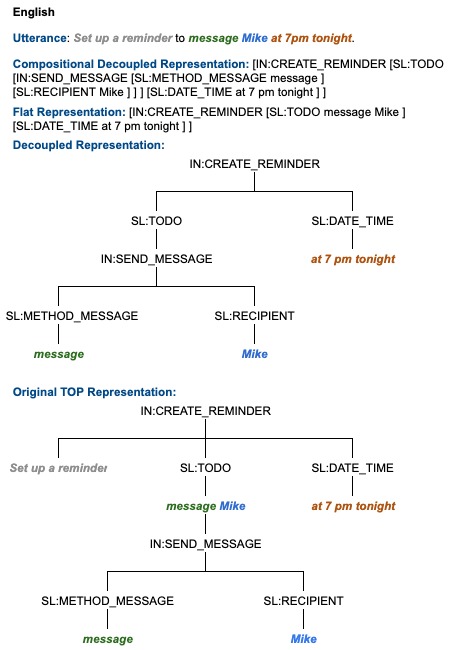 English
Utterance: Set up a reminder to message Mike at 7pm tonight.
Compositional Decoupled Representation: [IN:CREATE_REMINDER [SL:TODO
[IN:SEND_MESSAGE [SL:METHOD_MESSAGE message ]
[SL:RECIPIENT Mike ] ] ] [SL:DATE_TIME at 7 pm tonight ] ]
Flat Representation: [IN:CREATE_REMINDER [SL:TODO message Mike ]
[SL:DATE_TIME at 7 pm tonight ] ]
Decoupled Representation:
IN:CREATE_REMINDER
SL:TODO SL:DATE_TIME
IN:SEND_MESSAGE at 7 pm tonight
SL:METHOD_MESSAGE SL:RECIPIENT
message Mike
Original TOP Representation:
IN:CREATE_REMINDER
Set up a reminder SL:TODO SL:DATE_TIME
message Mike at 7 pm tonight
IN:SEND_MESSAGE
SL:METHOD_MESSAGE SL:RECIPIENT
message Mike